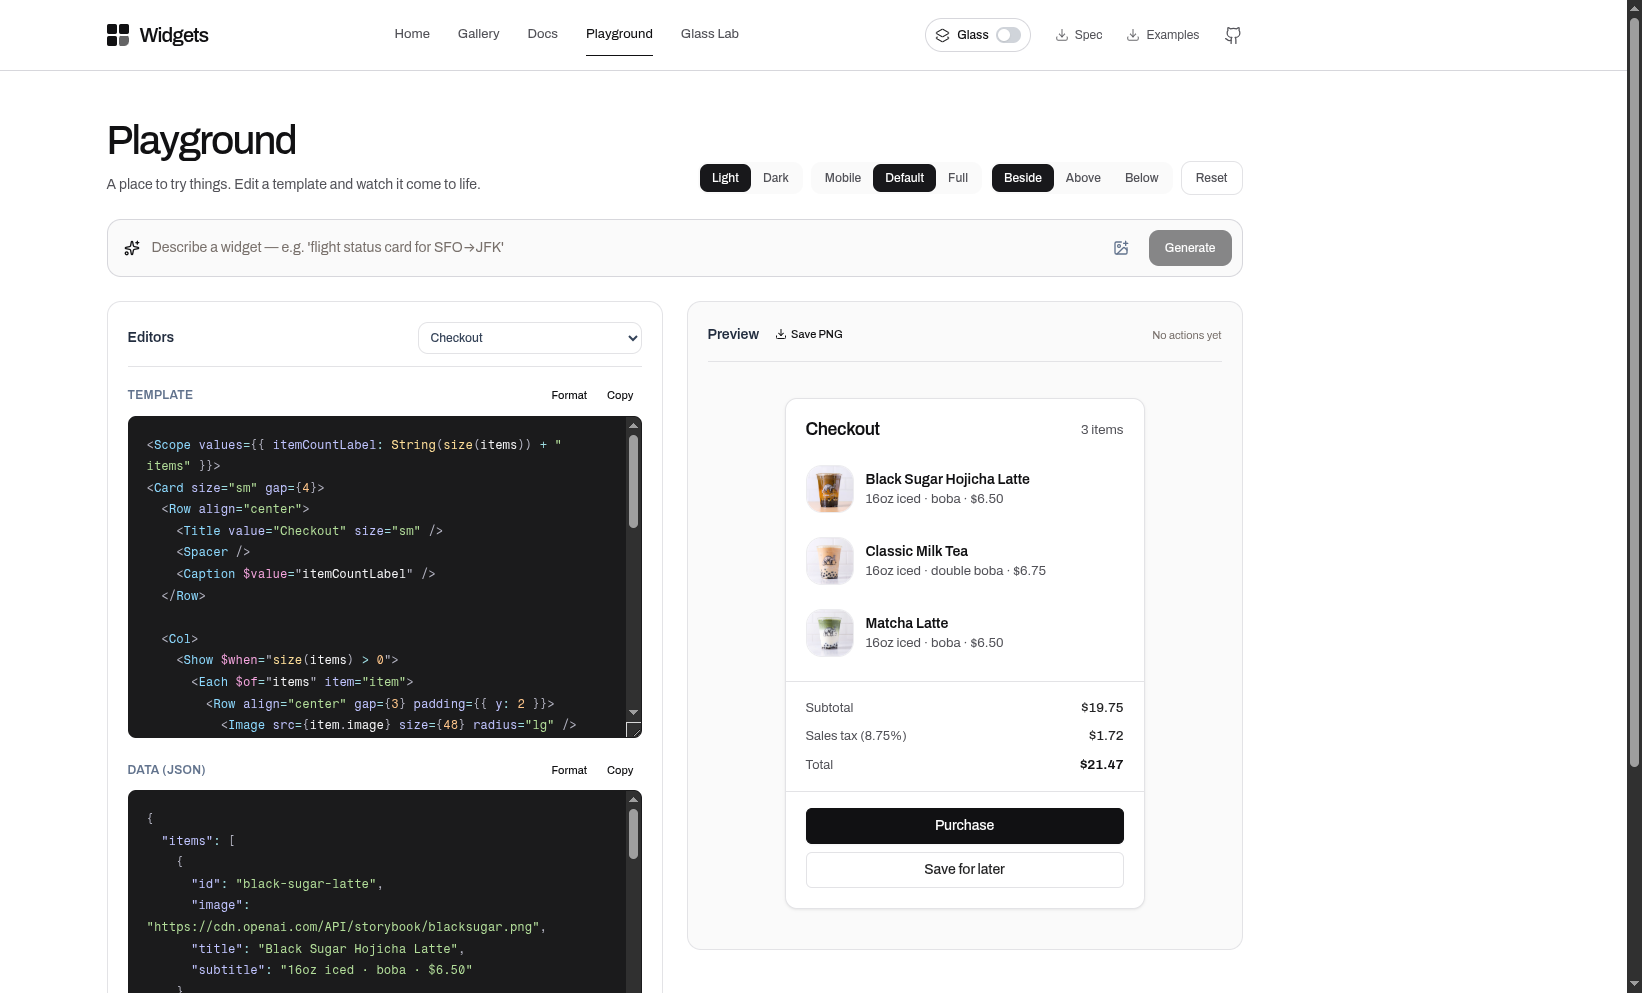 Widgets
Home
Gallery
Docs
Playground
Glass Lab
Glass
Spec
Examples
Playground
A place to try things. Edit a template and watch it come to life.
Light
Dark
Mobile
Default
Full
Beside
Above
Below
Reset
Describe a widget — e.g. 'flight status card for SFO→JFK'
Generate
Editors
Checkout
TEMPLATE
Format
Copy
<Scope values={{ itemCountLabel: String(size(items)) + "
items" }}>
<Card size="sm" gap={4}>
<Row align="center">
<Title value="Checkout" size="sm" />
<Spacer />
<Caption $value="itemCountLabel" />
</Row>
<Col>
<Show $when="size(items) > 0">
<Each $of="items" item="item">
<Row align="center" gap={3} padding={{ y: 2 }}>
<Image src={item.image} size={48} radius="lg" />
DATA (JSON)
Format
Copy
{
"items": [
{
"id": "black-sugar-latte",
"image":
"https://cdn.openai.com/API/storybook/blacksugar.png",
"title": "Black Sugar Hojicha Latte",
"subtitle": "16oz iced · boba · $6.50"
}
Preview
Save PNG
No actions yet
Checkout
3 items
Black Sugar Hojicha Latte
16oz iced · boba · $6.50
Classic Milk Tea
16oz iced · double boba · $6.75
Matcha Latte
16oz iced · boba · $6.50
Subtotal
$19.75
Sales tax (8.75%)
$1.72
Total
$21.47
Purchase
Save for later